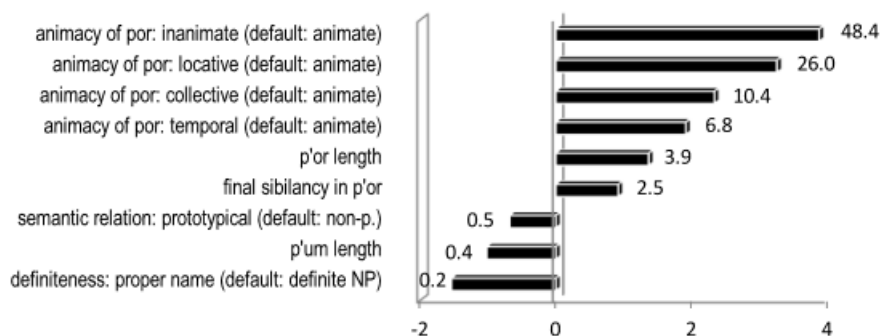 animacy of por: inanimate (default: animate) 48.4
animacy of por: locative (default: animate) 26.0
animacy of por: collective (default: animate) 10.4
animacy of por: temporal (default: animate) 6.8
p'or length 3.9
final sibilancy in p'or 2.5
semantic relation: prototypical (default: non-p.) 0.5
p'um length 0.4
definiteness: proper name (default: definite NP) 0.2
-2 0 2 4